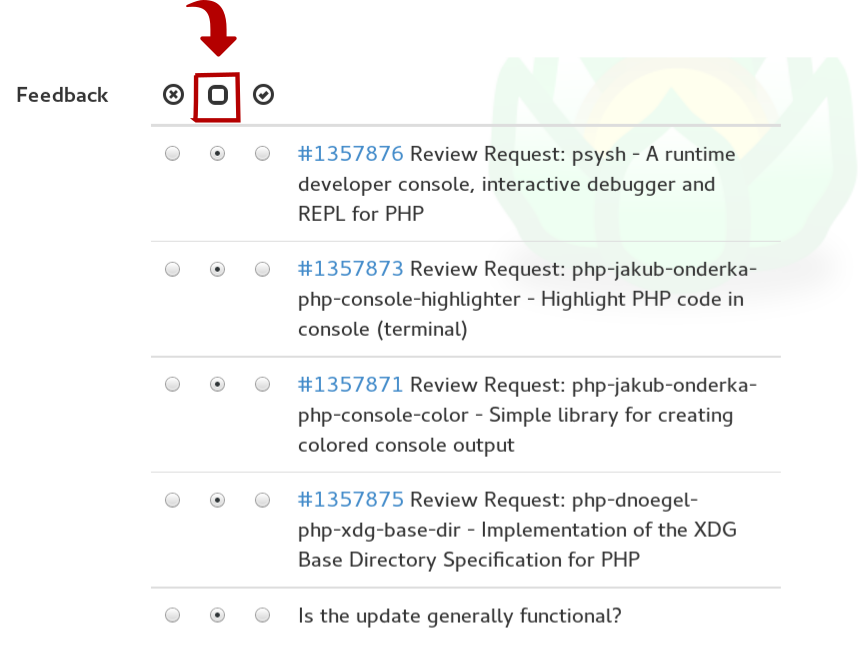 Feedback
#1357876 Review Request: psysh - A runtime
developer console, interactive debugger and
REPL for PHP
#1357873 Review Request: php-jakub-onderka-
php-console-highlighter - Highlight PHP code in
console (terminal)
#1357871 Review Request: php-jakub-onderka-
php-console-color - Simple library for creating
colored console output
#1357875 Review Request: php-dnoegel-
php-xdg-base-dir - Implementation of the XDG
Base Directory Specification for PHP
Is the update generally functional?